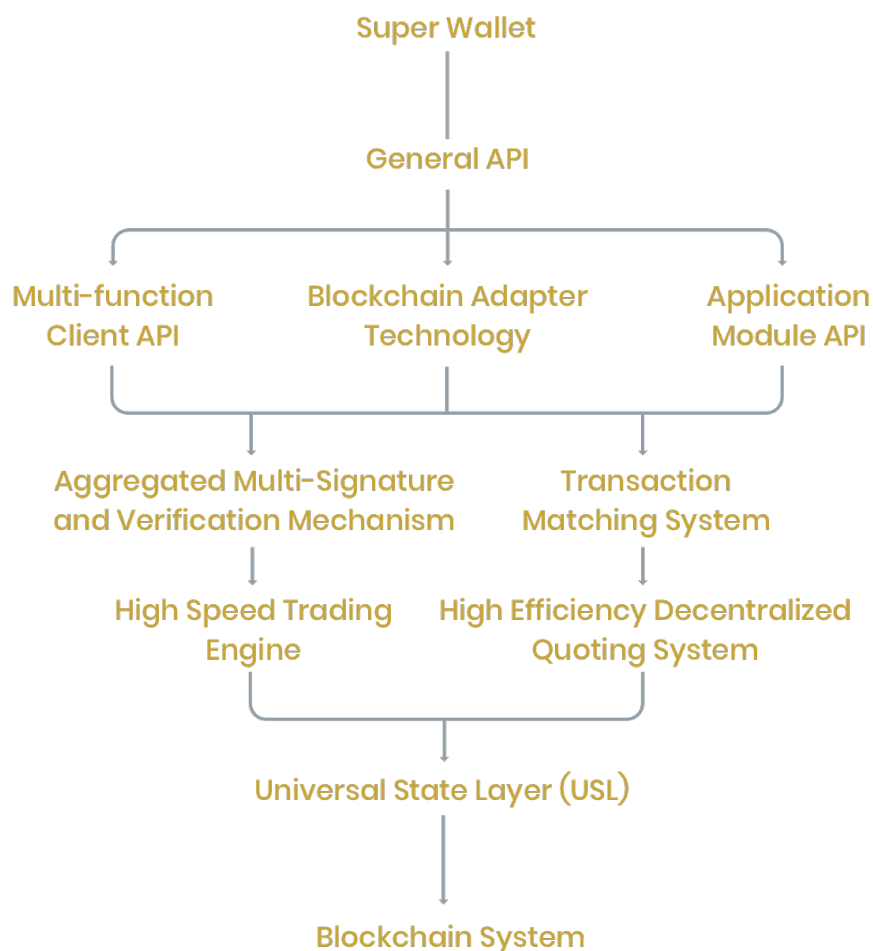 Super Wallet
General API
Multi-function
Client API
Blockchain Adapter
Technology
Application
Module API
Aggregated Multi-Signature
and Verification Mechanism
Transaction
Matching System
High Speed Trading
Engine
High Efficiency Decentralized
Quoting System
Universal State Layer (USL)
Blockchain System